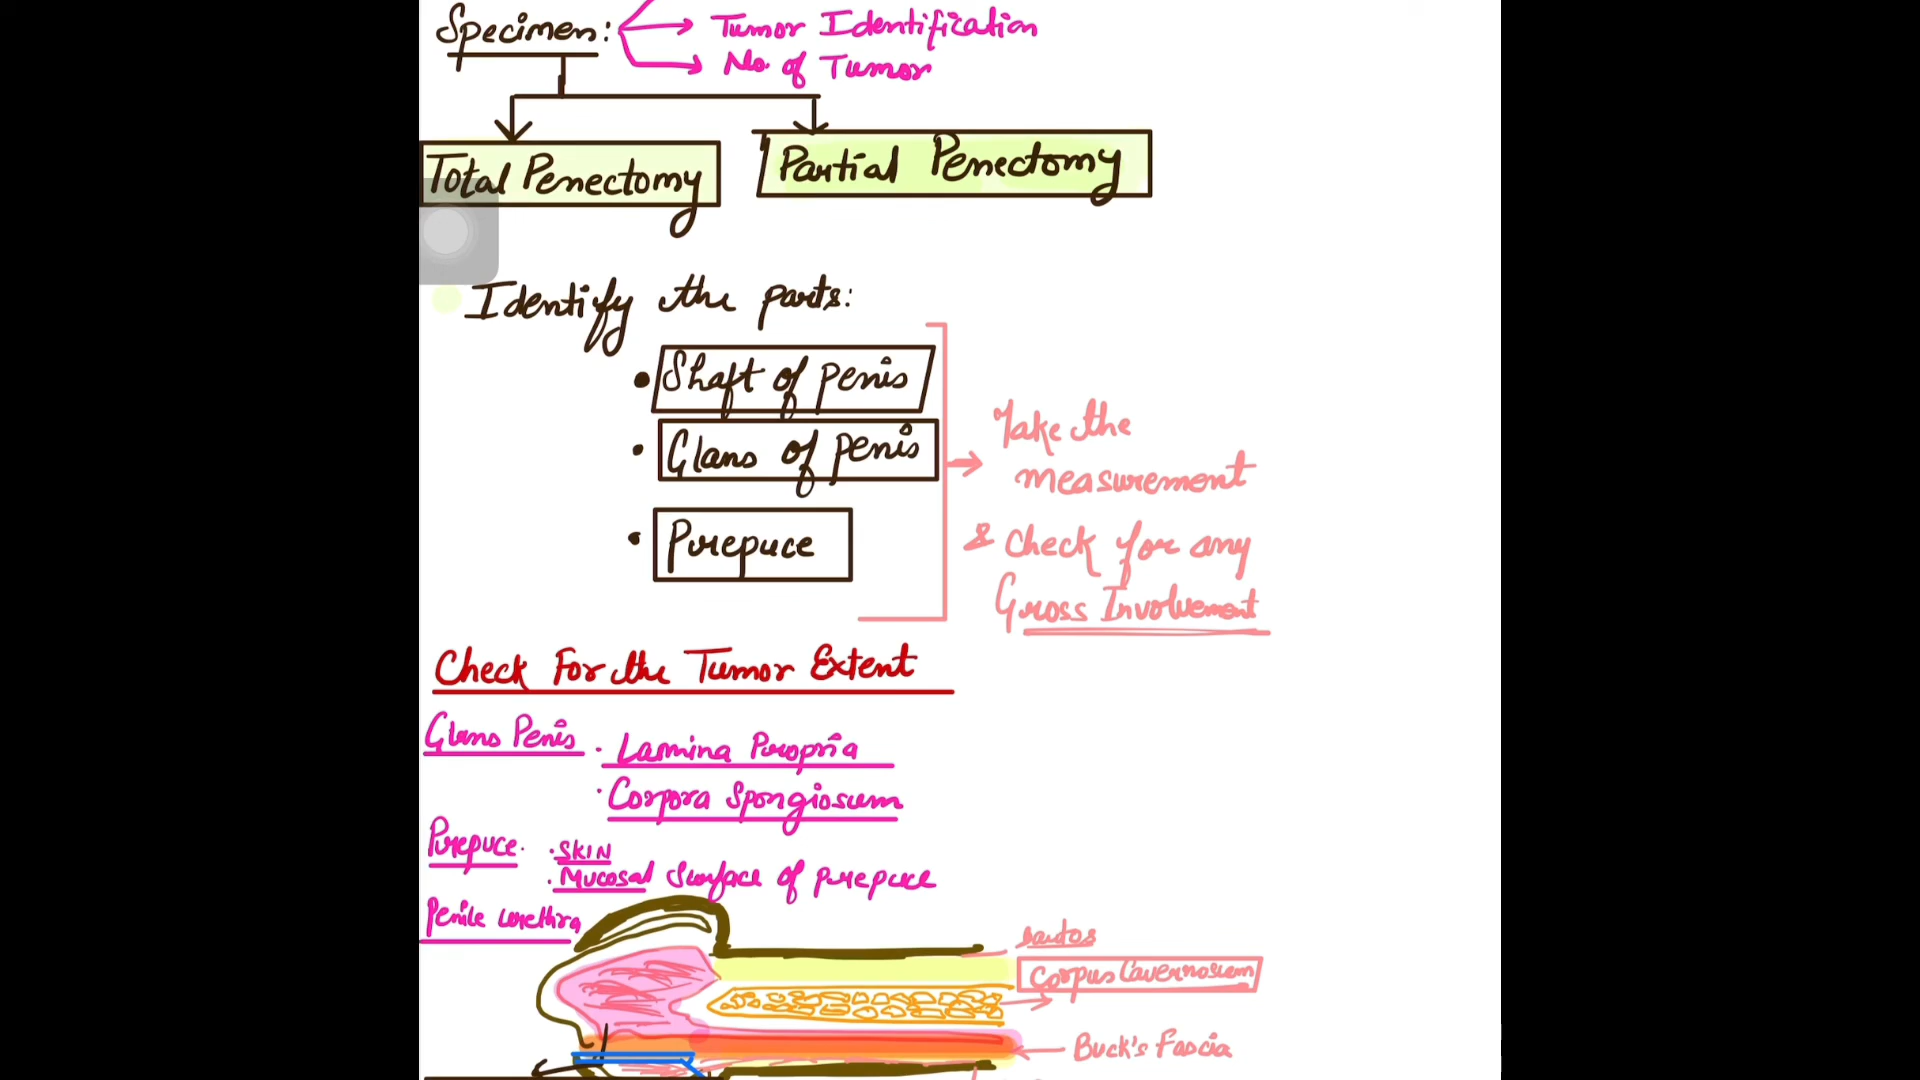 Specimen:
Tumor Identification
No. of Tumor
Total Penectomy
Partial Penectomy
Identify the parts:
• Shaft of penis
• Glans of penis
• Prepuce
Take the
measurement
& Check for any
Gross Involvement
Check For the Tumor Extent
Glans Penis
· Lamina Propria
· Corpora Spongiosum
Prepuce
· SKIN
· Mucosal Surface of prepuce
Penile urethra
Dartos
Corpus Cavernosum
Buck's Fascia